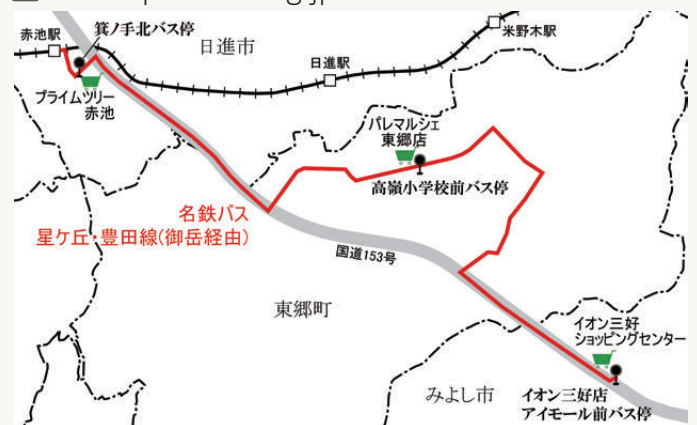 箕ノ手北バス停
赤池駅
日進市
米野木駅
日進駅
プライムツリー
赤池
パレマルシェ
東郷店
高嶺小学校前バス停
名鉄バス
星ケ丘・豊田線(御岳経由)
国道153号
東郷町
イオン三好
ショッピングセンター
みよし市
イオン三好店
アイモール前バス停